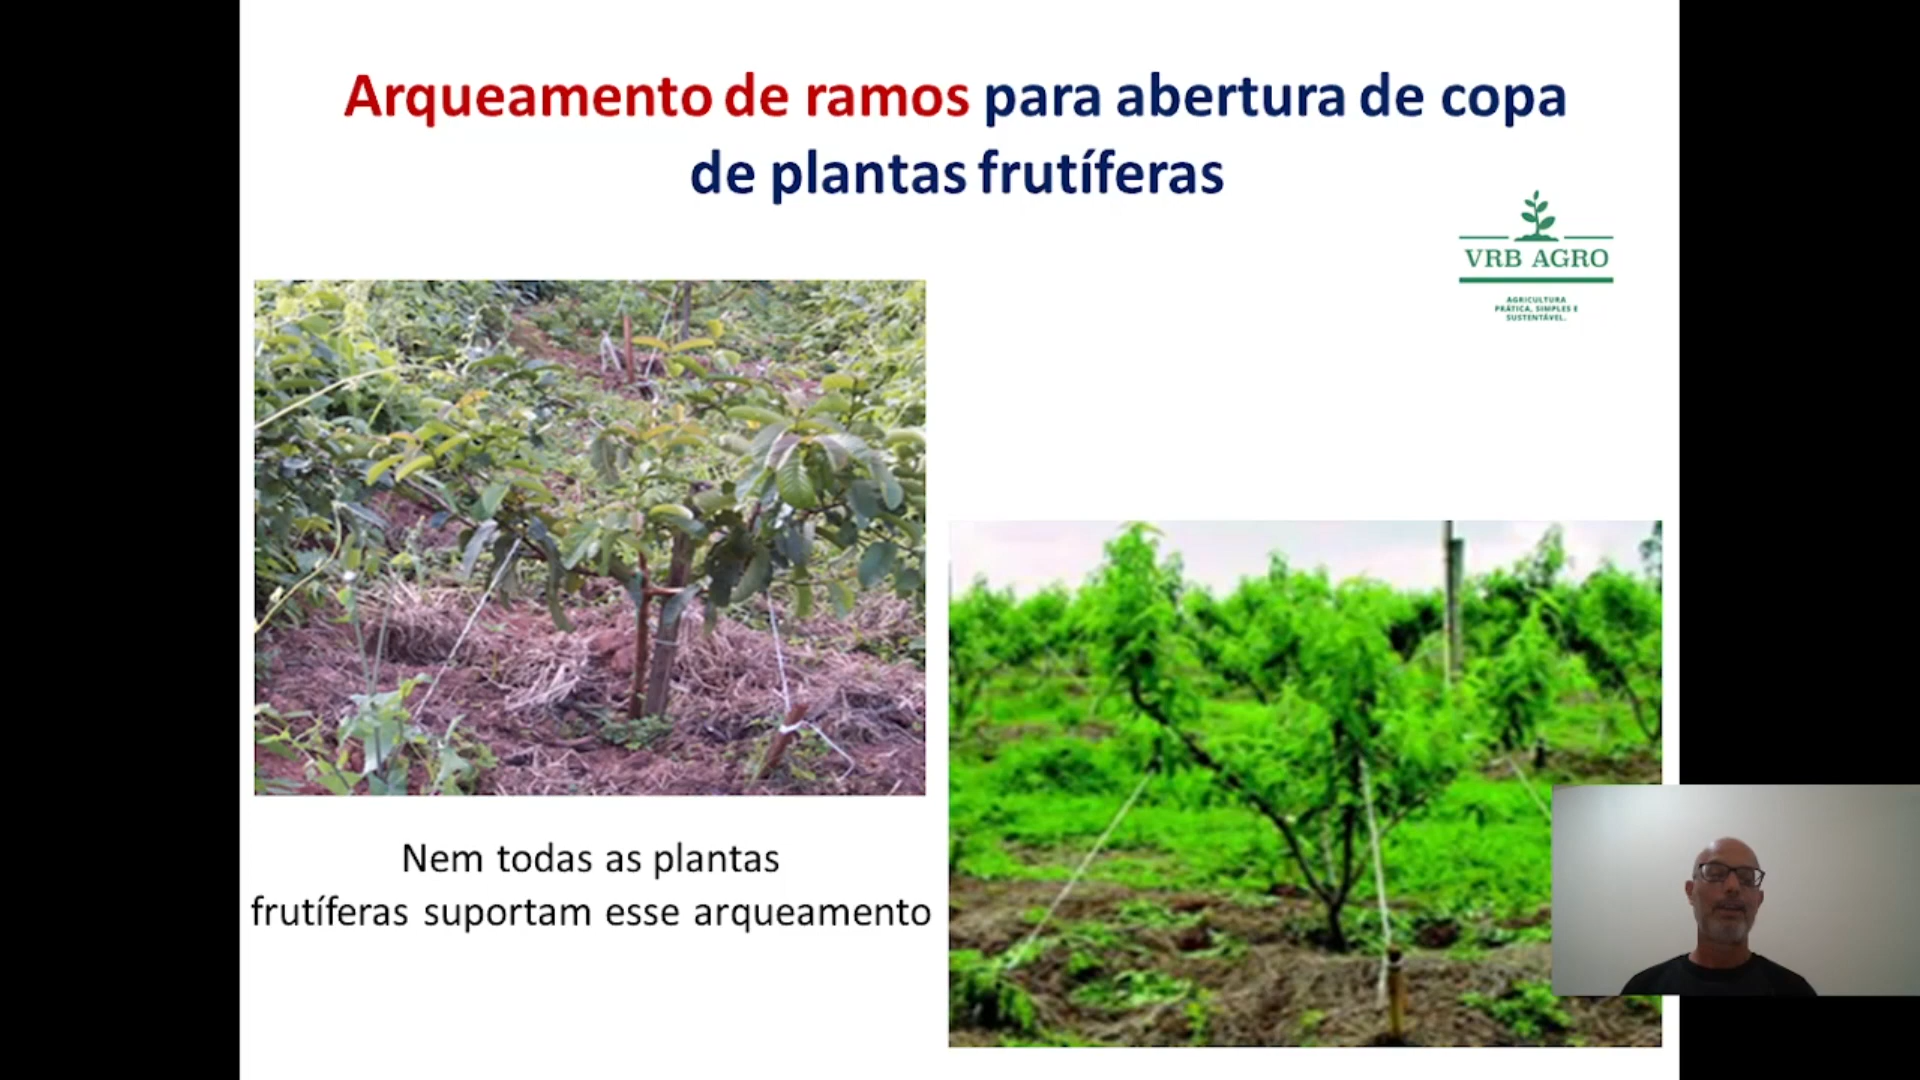 Arqueamento de ramos para abertura de copa
de plantas frutíferas
VRB AGRO
AGRICULTURA
PRÁTICA, SIMPLES E
SUSTENTÁVEL.
Nem todas as plantas
frutíferas suportam esse arqueamento